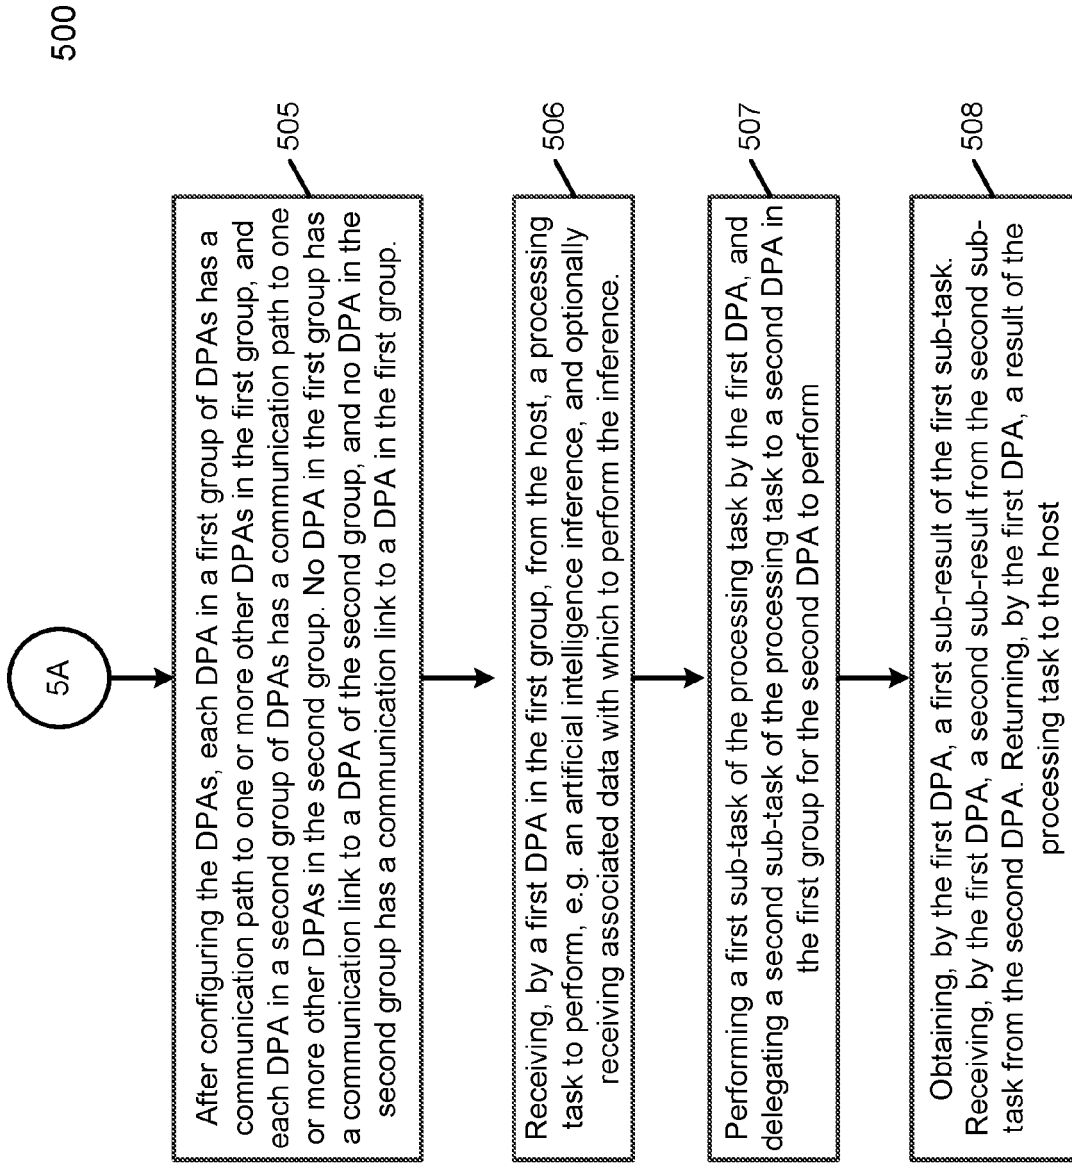 500
5A
505
After configuring the DPAs, each DPA in a first group of DPAs has a
communication path to one or more other DPAs in the first group, and
each DPA in a second group of DPAs has a communication path to one
or more other DPAs in the second group. No DPA in the first group has
a communication link to a DPA of the second group, and no DPA in the
second group has a communication link to a DPA in the first group.
506
Receiving, by a first DPA in the first group, from the host, a processing
task to perform, e.g. an artificial intelligence inference, and optionally
receiving associated data with which to perform the inference.
507
Performing a first sub-task of the processing task by the first DPA, and
delegating a second sub-task of the processing task to a second DPA in
the first group for the second DPA to perform
508
Obtaining, by the first DPA, a first sub-result of the first sub-task.
Receiving, by the first DPA, a second sub-result from the second sub-
task from the second DPA. Returning, by the first DPA, a result of the
processing task to the host